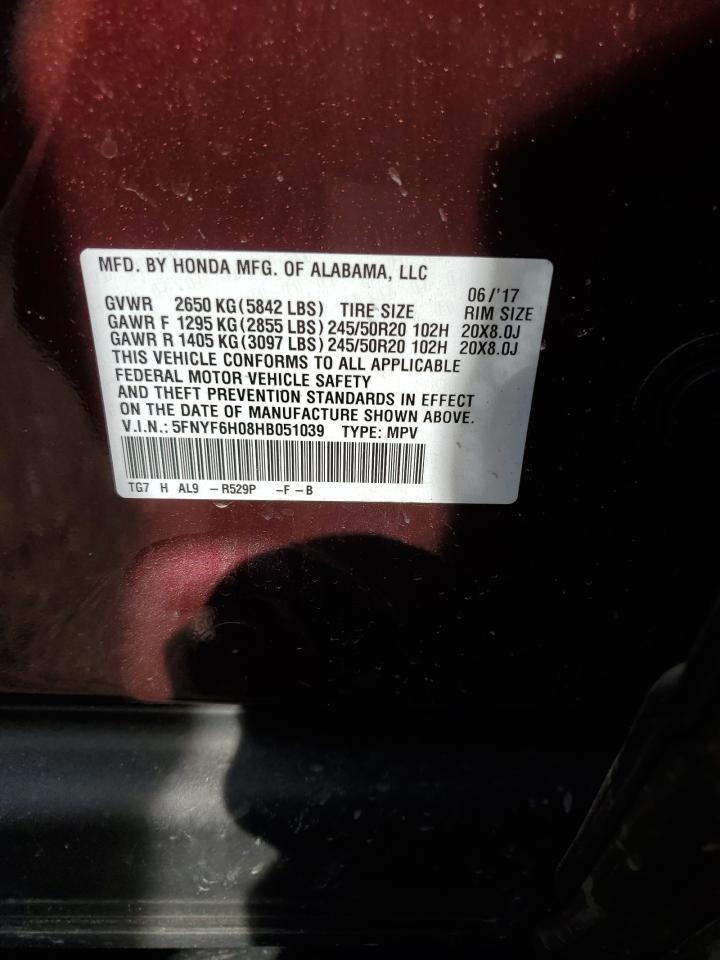 MFD. BY HONDA MFG. OF ALABAMA, LLC
06/'17
GVWR 2650 KG(5842 LBS) TIRE SIZE RIM SIZE
GAWR F 1295 KG(2855 LBS) 245/50R20 102H 20X8.0J
GAWR R 1405 KG(3097 LBS) 245/50R20 102H 20X8.0J
THIS VEHICLE CONFORMS TO ALL APPLICABLE
FEDERAL MOTOR VEHICLE SAFETY
AND THEFT PREVENTION STANDARDS IN EFFECT
ON THE DATE OF MANUFACTURE SHOWN ABOVE.
V.I.N.: 5FNYF6H08HB051039 TYPE: MPV
TG7 H AL9 -R529P -F-B